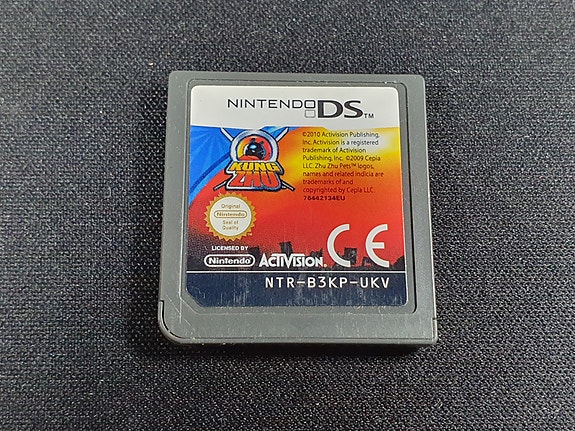 NINTENDO DS™
KUNG
ZHU
©2010 Activision Publishing,
Inc. Activision is a registered
trademark of Activision
Publishing, Inc. ©2009 Cepia
LLC. Zhu Zhu Pets™ logos,
names and related indicia are
trademarks of and
copyrighted by Cepia LLC.
76442134EU
Original
Nintendo
Seal of
Quality
LICENSED BY
Nintendo
ACTIVISION.
CE
NTR-B3KP-UKV